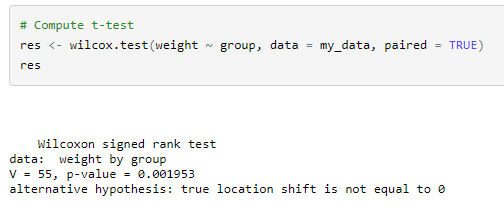 # Compute t-test
res <- wilcox.test(weight ~ group, data = my_data, paired = TRUE)
res
Wilcoxon signed rank test
data:  weight by group
V = 55, p-value = 0.001953
alternative hypothesis: true location shift is not equal to 0